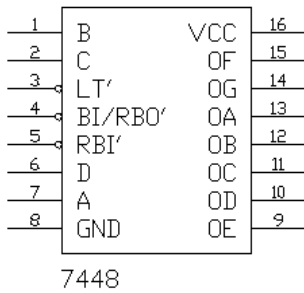 1 B VCC 16
2 C OF 15
3 LT' OG 14
4 BI/RBO' OA 13
5 RBI' OB 12
6 D OC 11
7 A OD 10
8 GND OE 9
7448